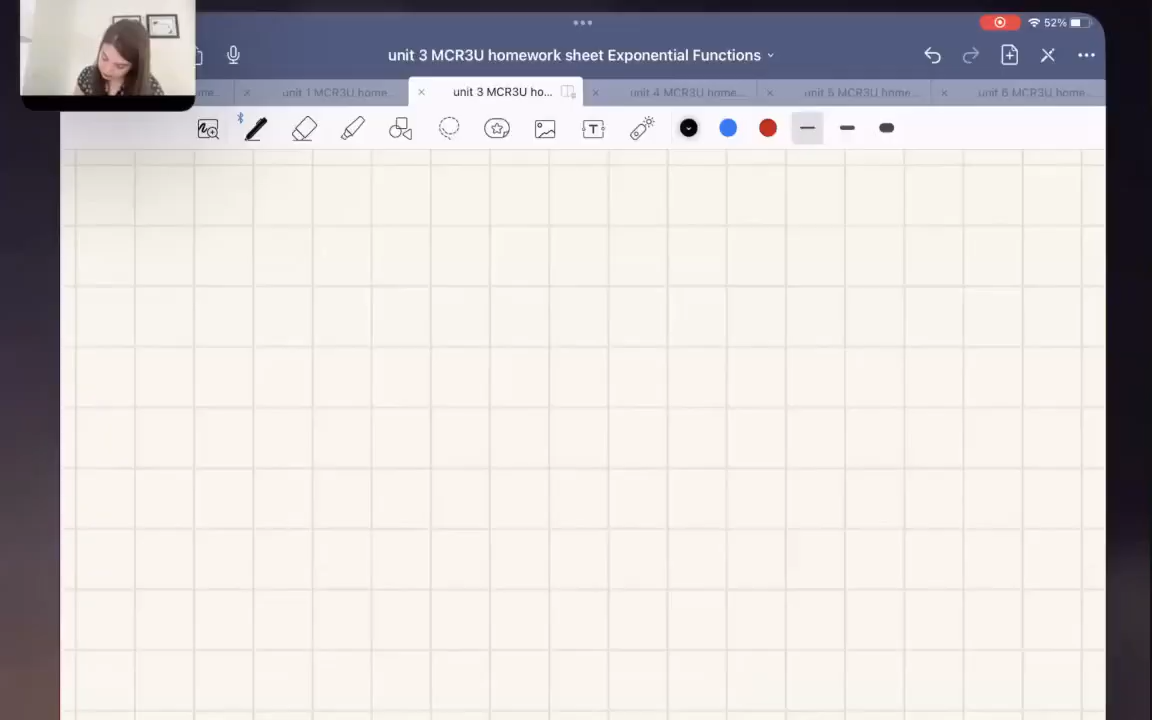 52%
unit 3 MCR3U homework sheet Exponential Functions
ome...
unit 1 MCR3U home...
unit 3 MCR3U ho...
unit 4 MCR3U home...
unit 5 MCR3U home...
unit 6 MCR3U home...
T